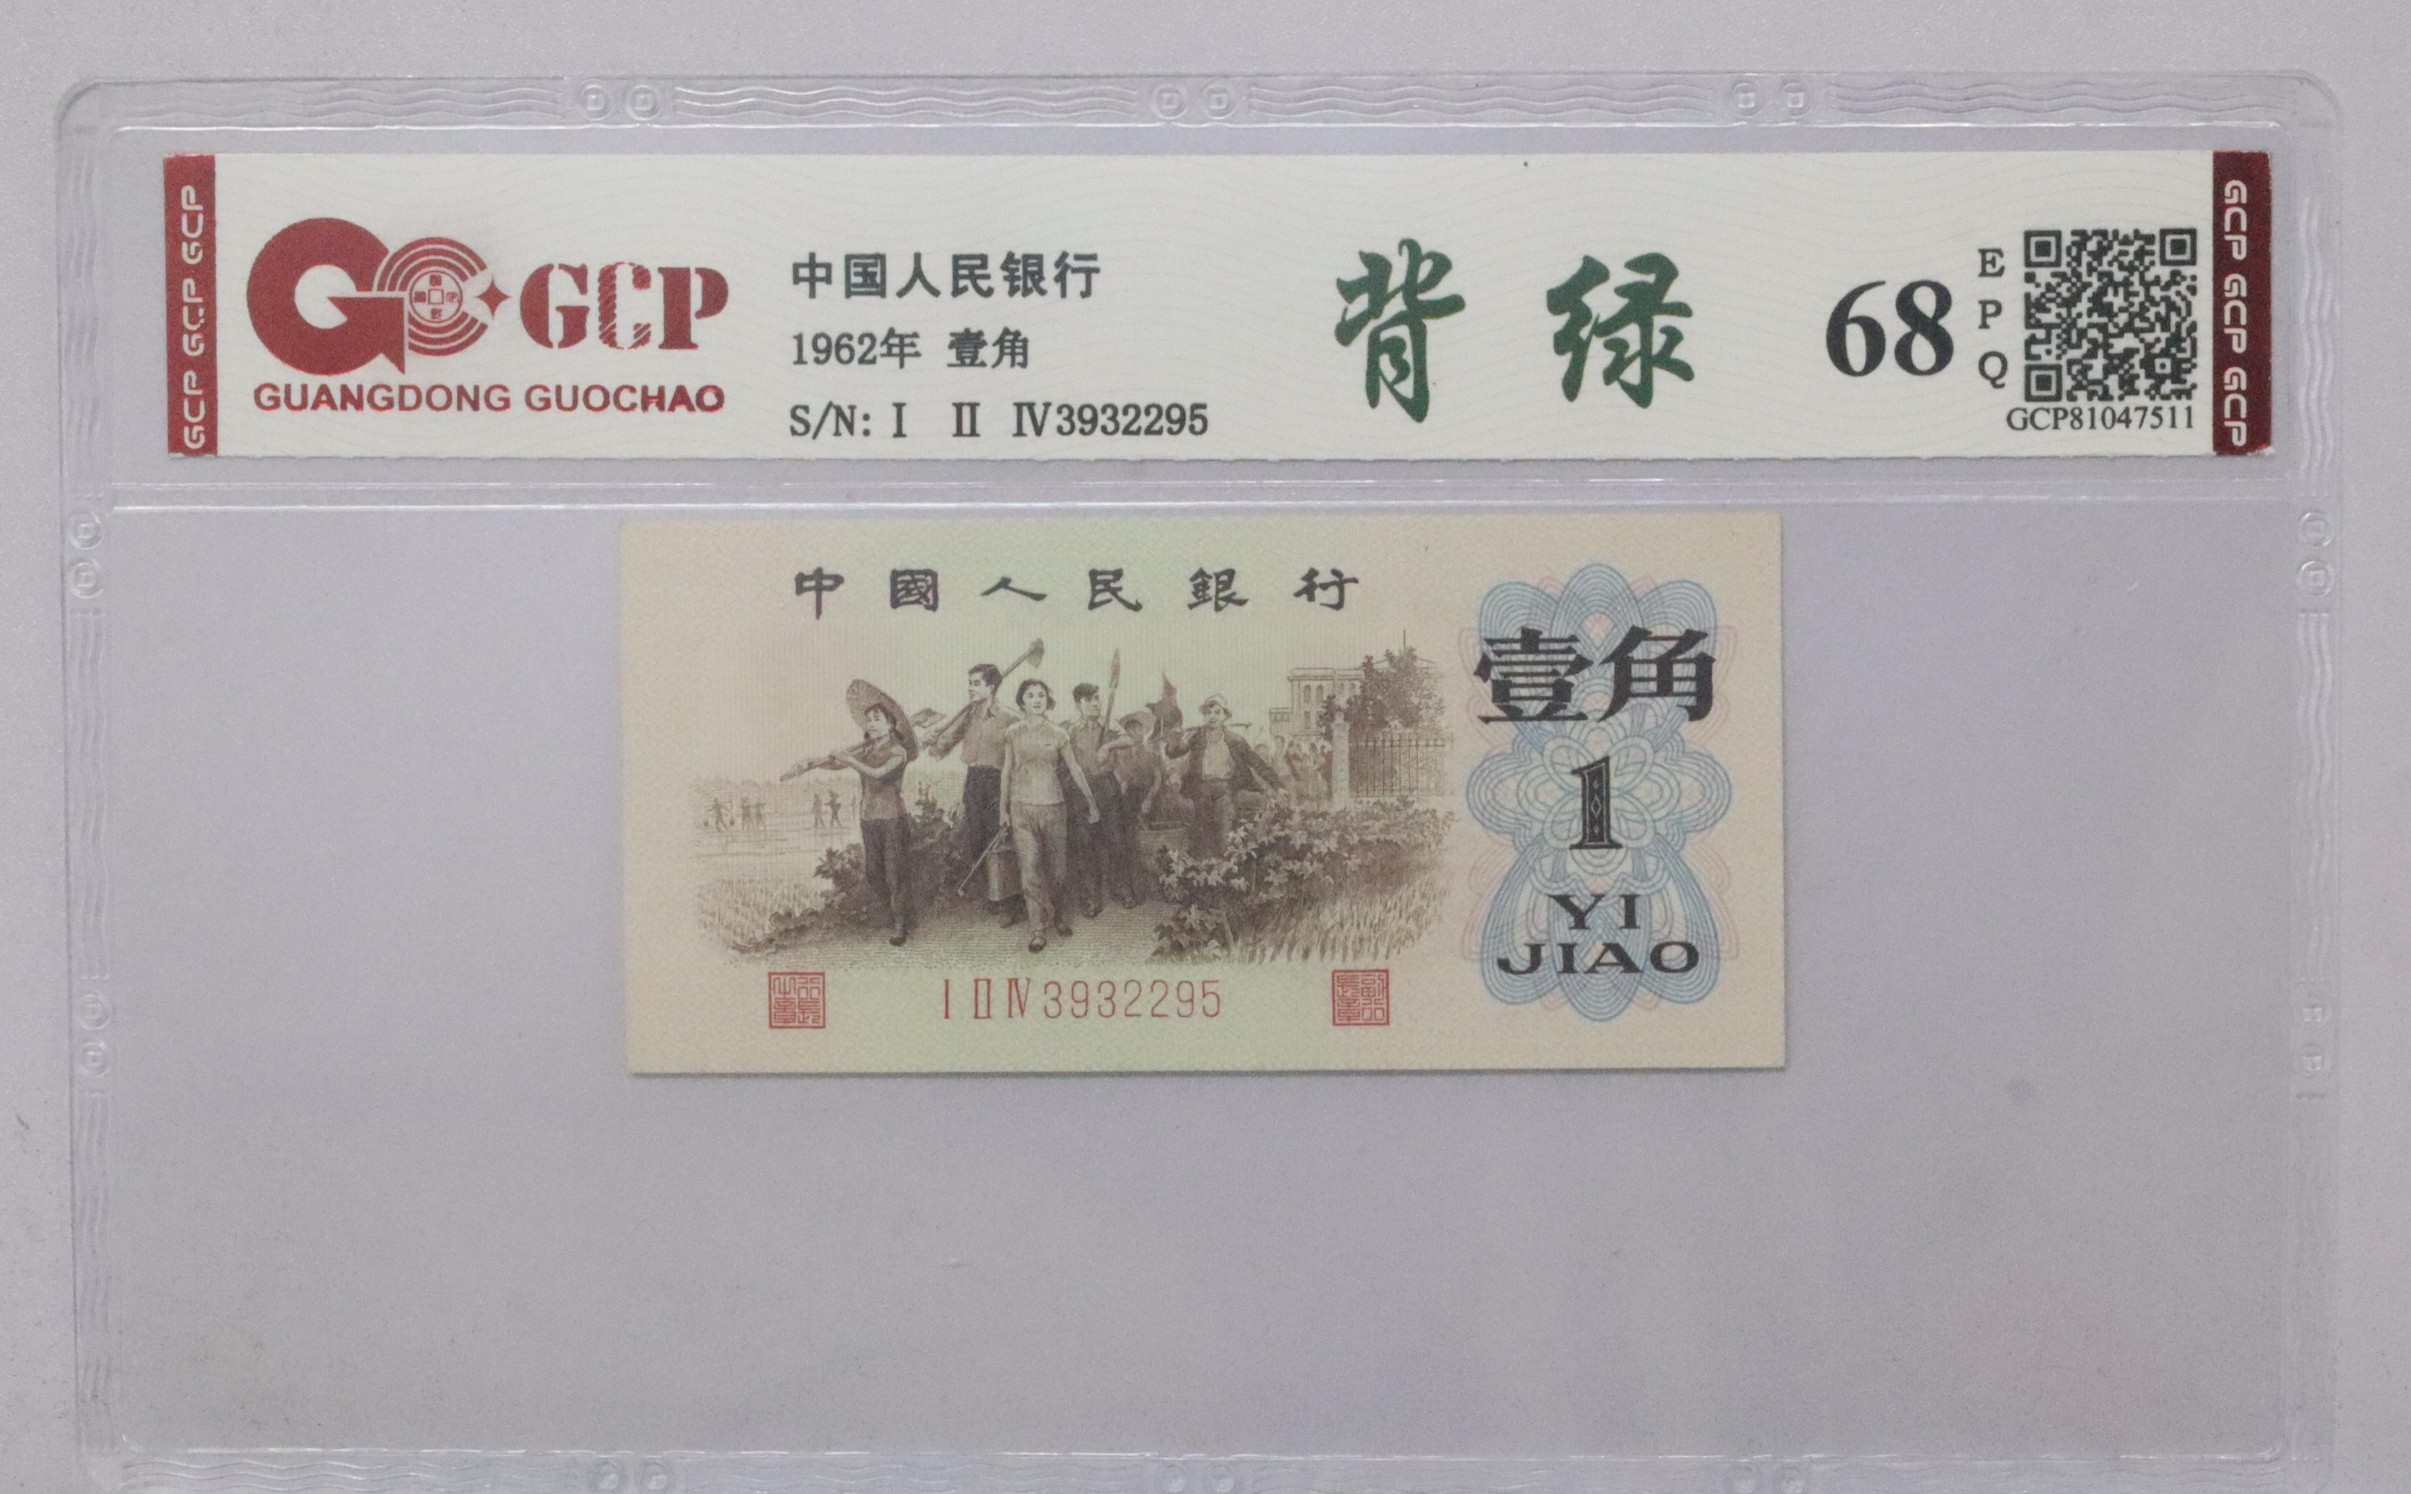 GCP GCP GCP
GCP
GUANGDONG GUOCHAO
中国人民银行
1962年 壹角
S/N: Ⅰ Ⅱ Ⅳ3932295
背绿
68
E
P
Q
GCP81047511
GCP GCP GCP
中國人民銀行
壹角
1
YI
JIAO
Ⅰ Ⅱ Ⅳ 3932295